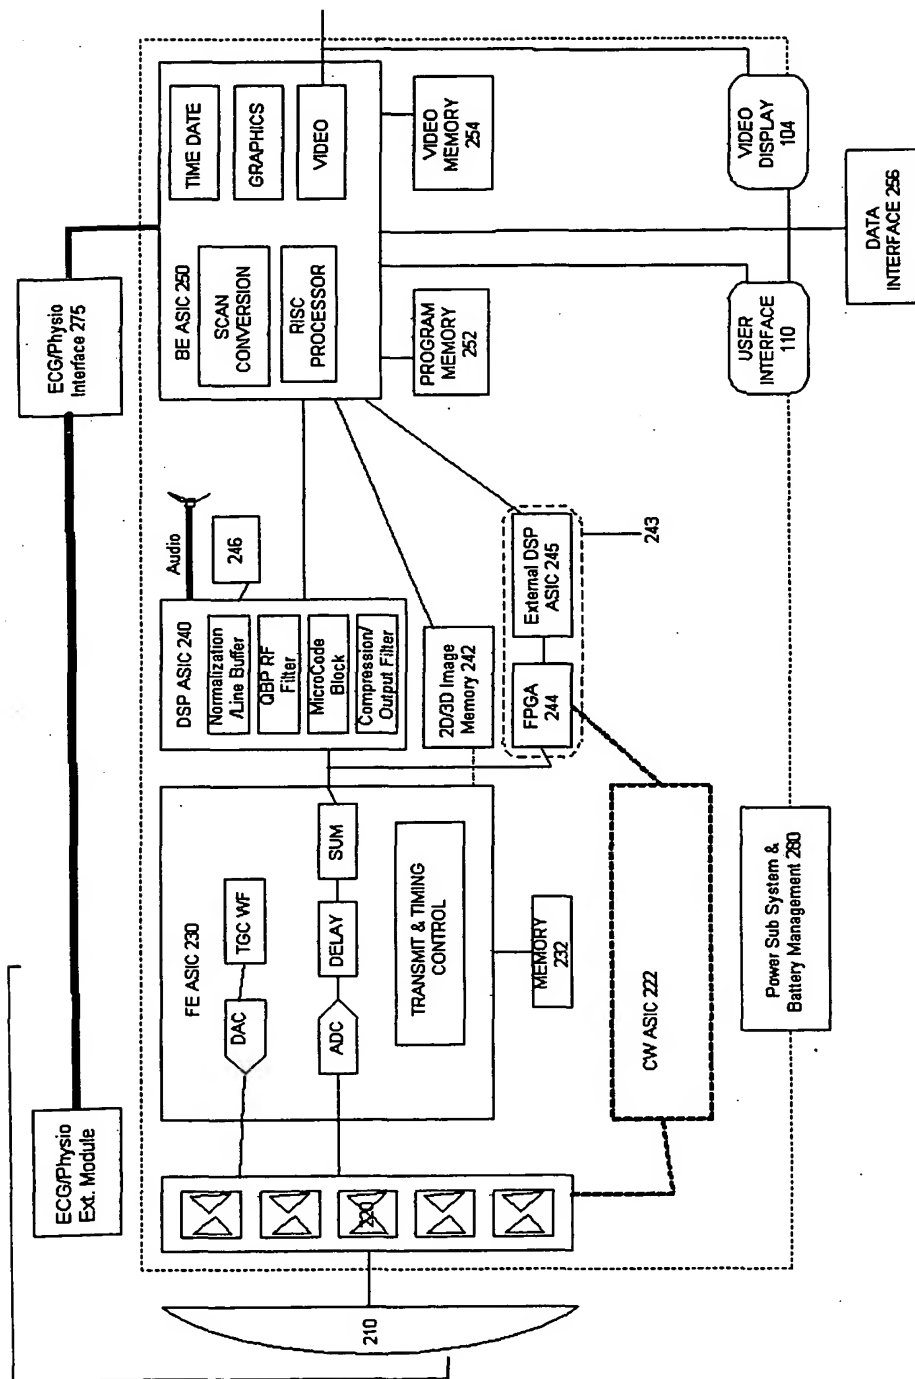 ECG/Physio
Ext. Module
ECG/Physio
Interface 275
210
220
FE ASIC 230
DAC
TGC WF
ADC
DELAY
SUM
TRANSMIT & TIMING
CONTROL
MEMORY
232
CW ASIC 222
DSP ASIC 240
Normalization
/Line Buffer
QBP RF
Filter
MicroCode
Block
Compression/
Output Filter
Audio
246
2D/3D Image
Memory 242
FPGA
244
External DSP
ASIC 245
243
BE ASIC 250
SCAN
CONVERSION
RISC
PROCESSOR
TIME DATE
GRAPHICS
VIDEO
PROGRAM
MEMORY
252
VIDEO
MEMORY
254
USER
INTERFACE
110
VIDEO
DISPLAY
104
DATA
INTERFACE 256
Power Sub System &
Battery Management 280